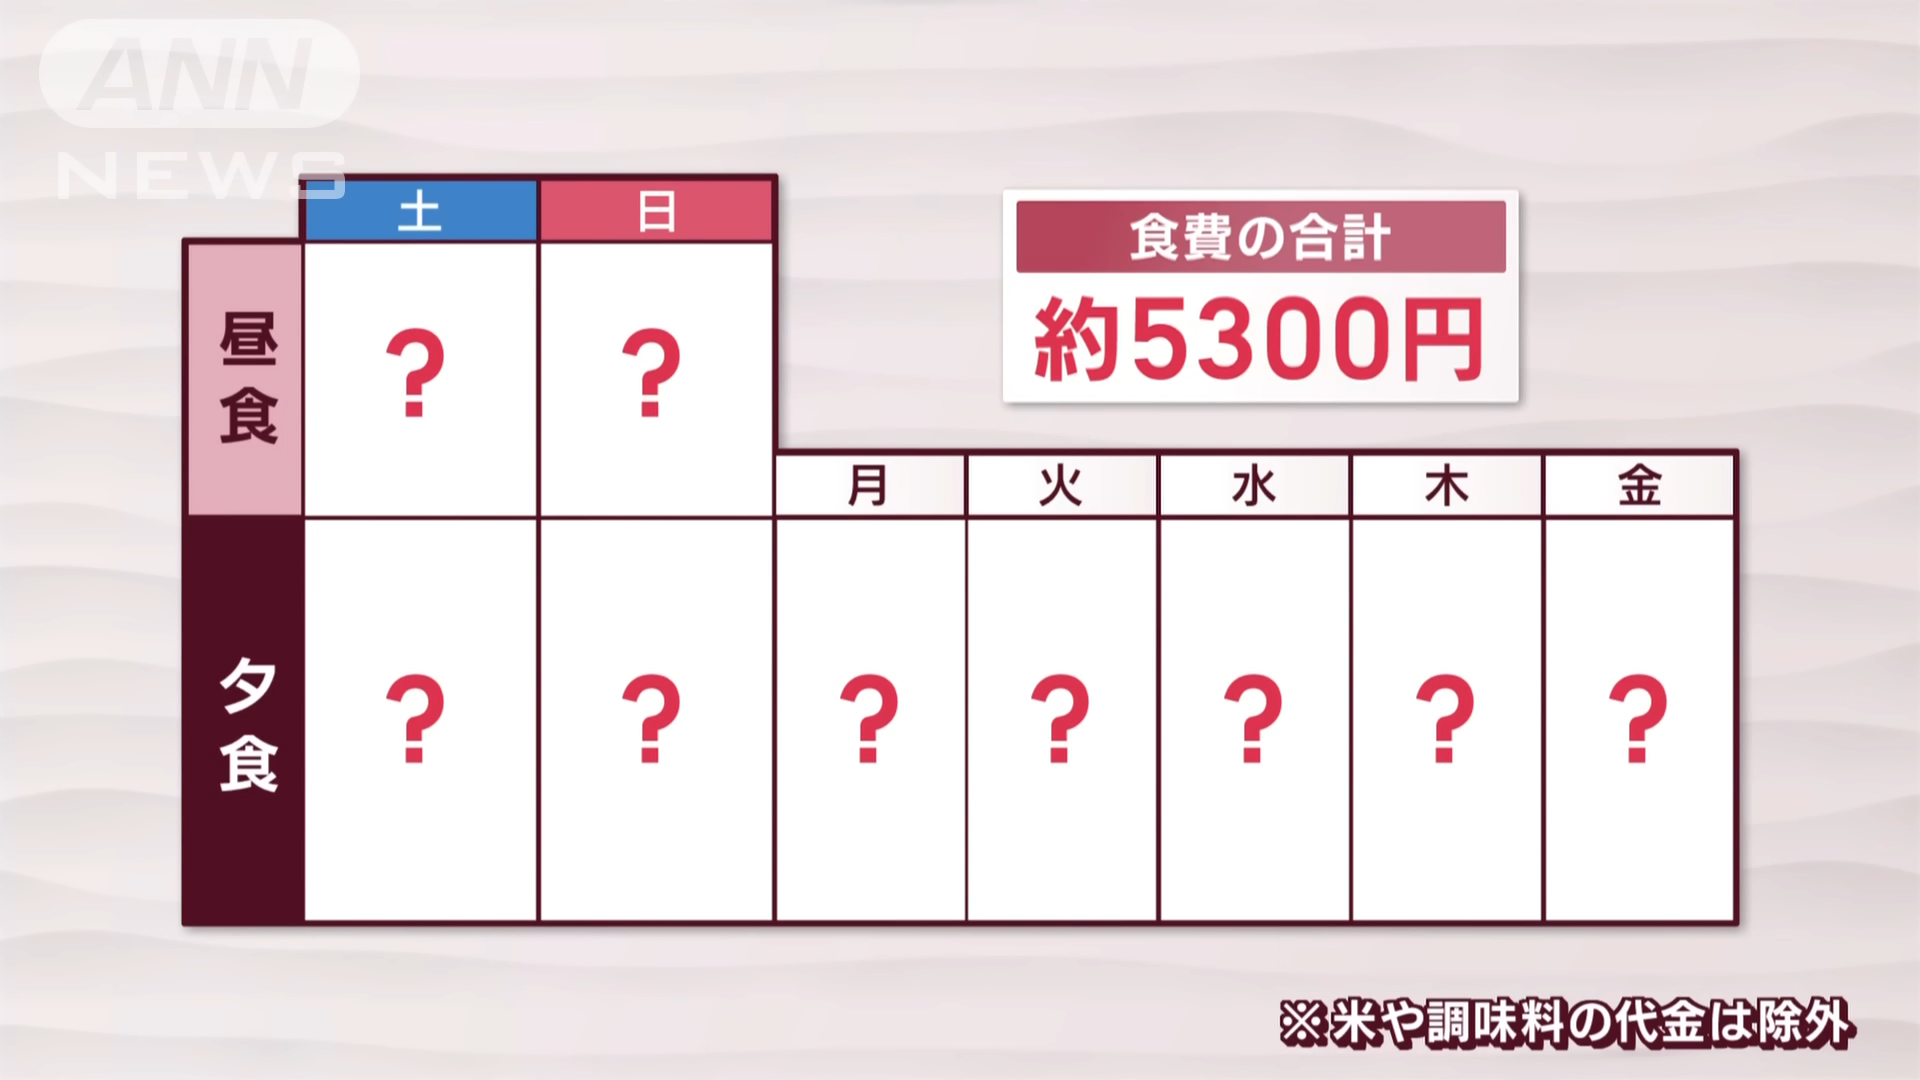 ANN
NEWS
土 日
食費の合計
約5300円
昼食
? ?
月 火 水 木 金
夕食
? ? ? ? ? ? ?
※米や調味料の代金は除外